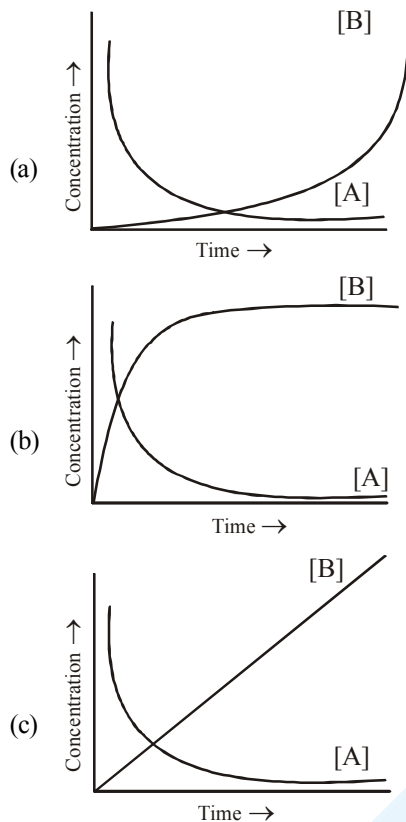 [B]
Concentration →
(a)
[A]
Time →
[B]
Concentration →
(b)
[A]
Time →
[B]
Concentration →
(c)
[A]
Time →